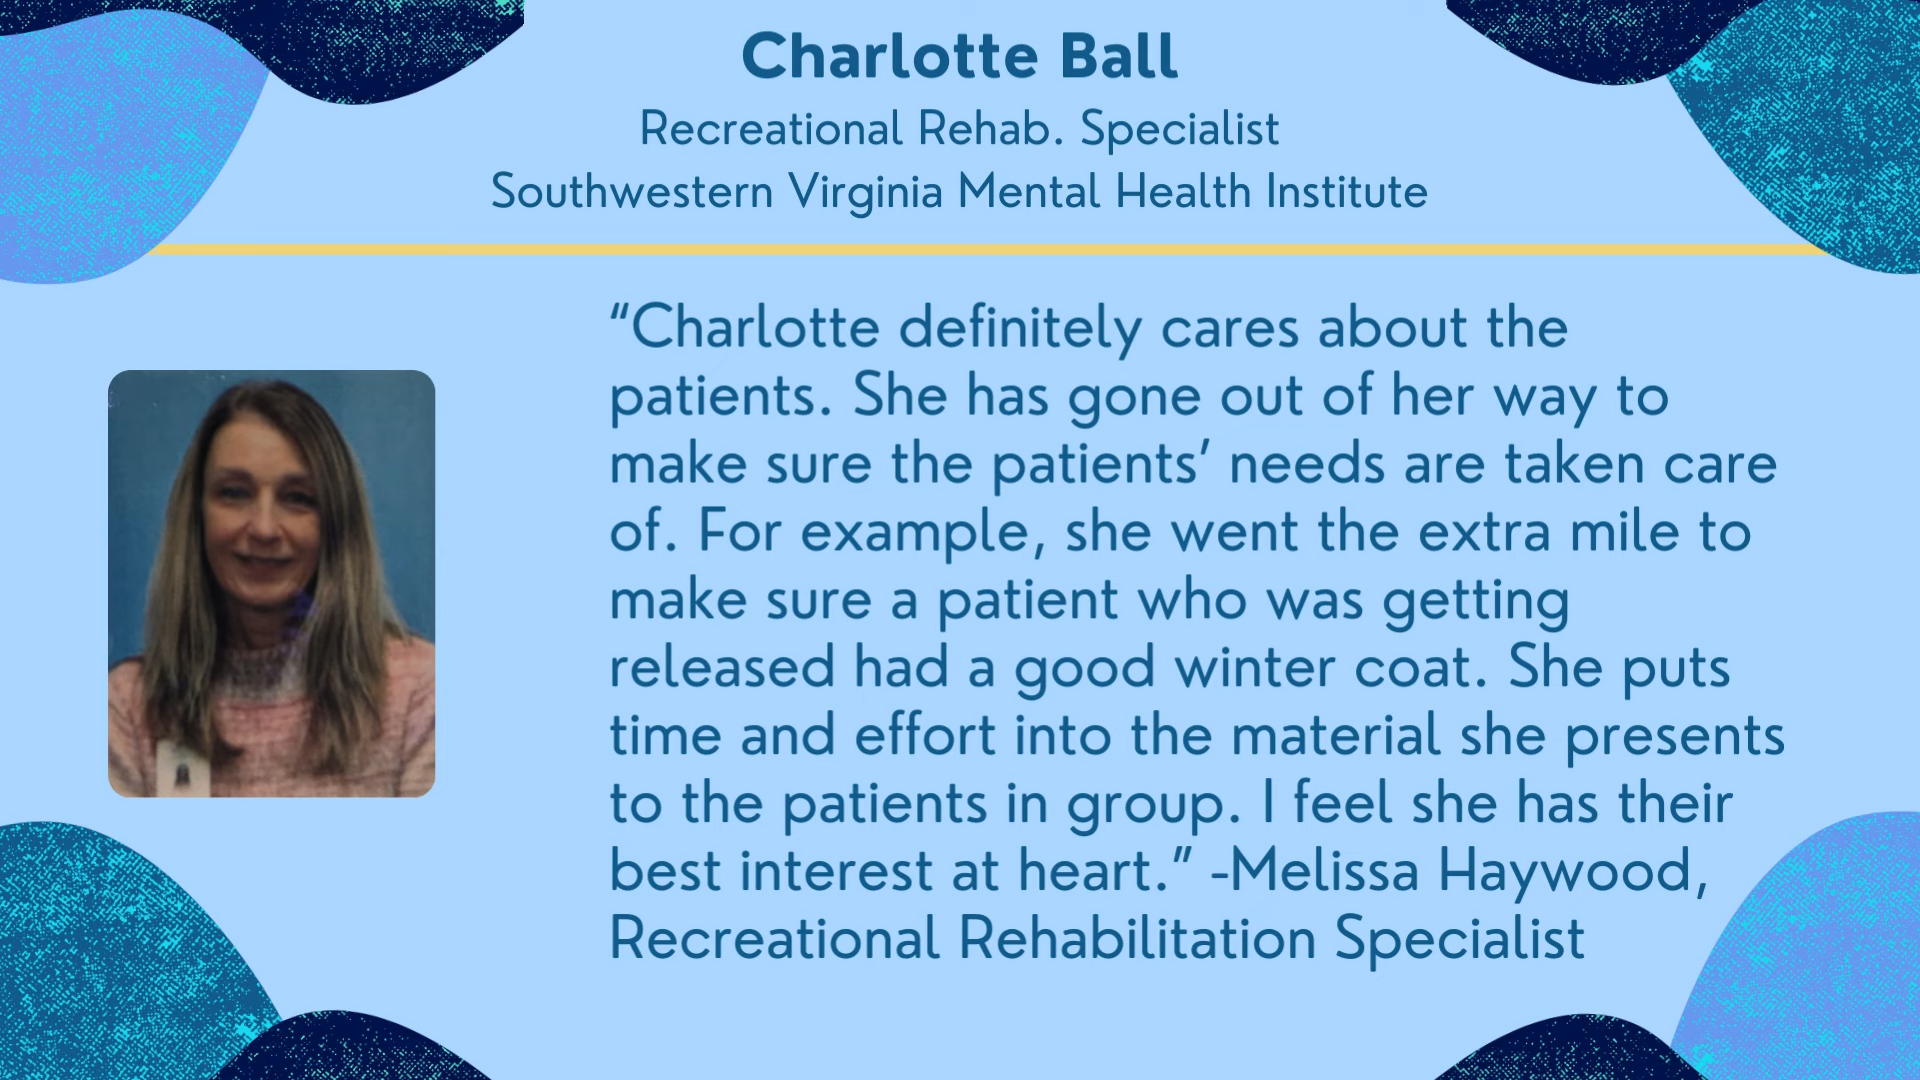 Charlotte Ball
Recreational Rehab. Specialist
Southwestern Virginia Mental Health Institute
“Charlotte definitely cares about the
patients. She has gone out of her way to
make sure the patients’ needs are taken care
of. For example, she went the extra mile to
make sure a patient who was getting
released had a good winter coat. She puts
time and effort into the material she presents
to the patients in group. I feel she has their
best interest at heart.” -Melissa Haywood,
Recreational Rehabilitation Specialist